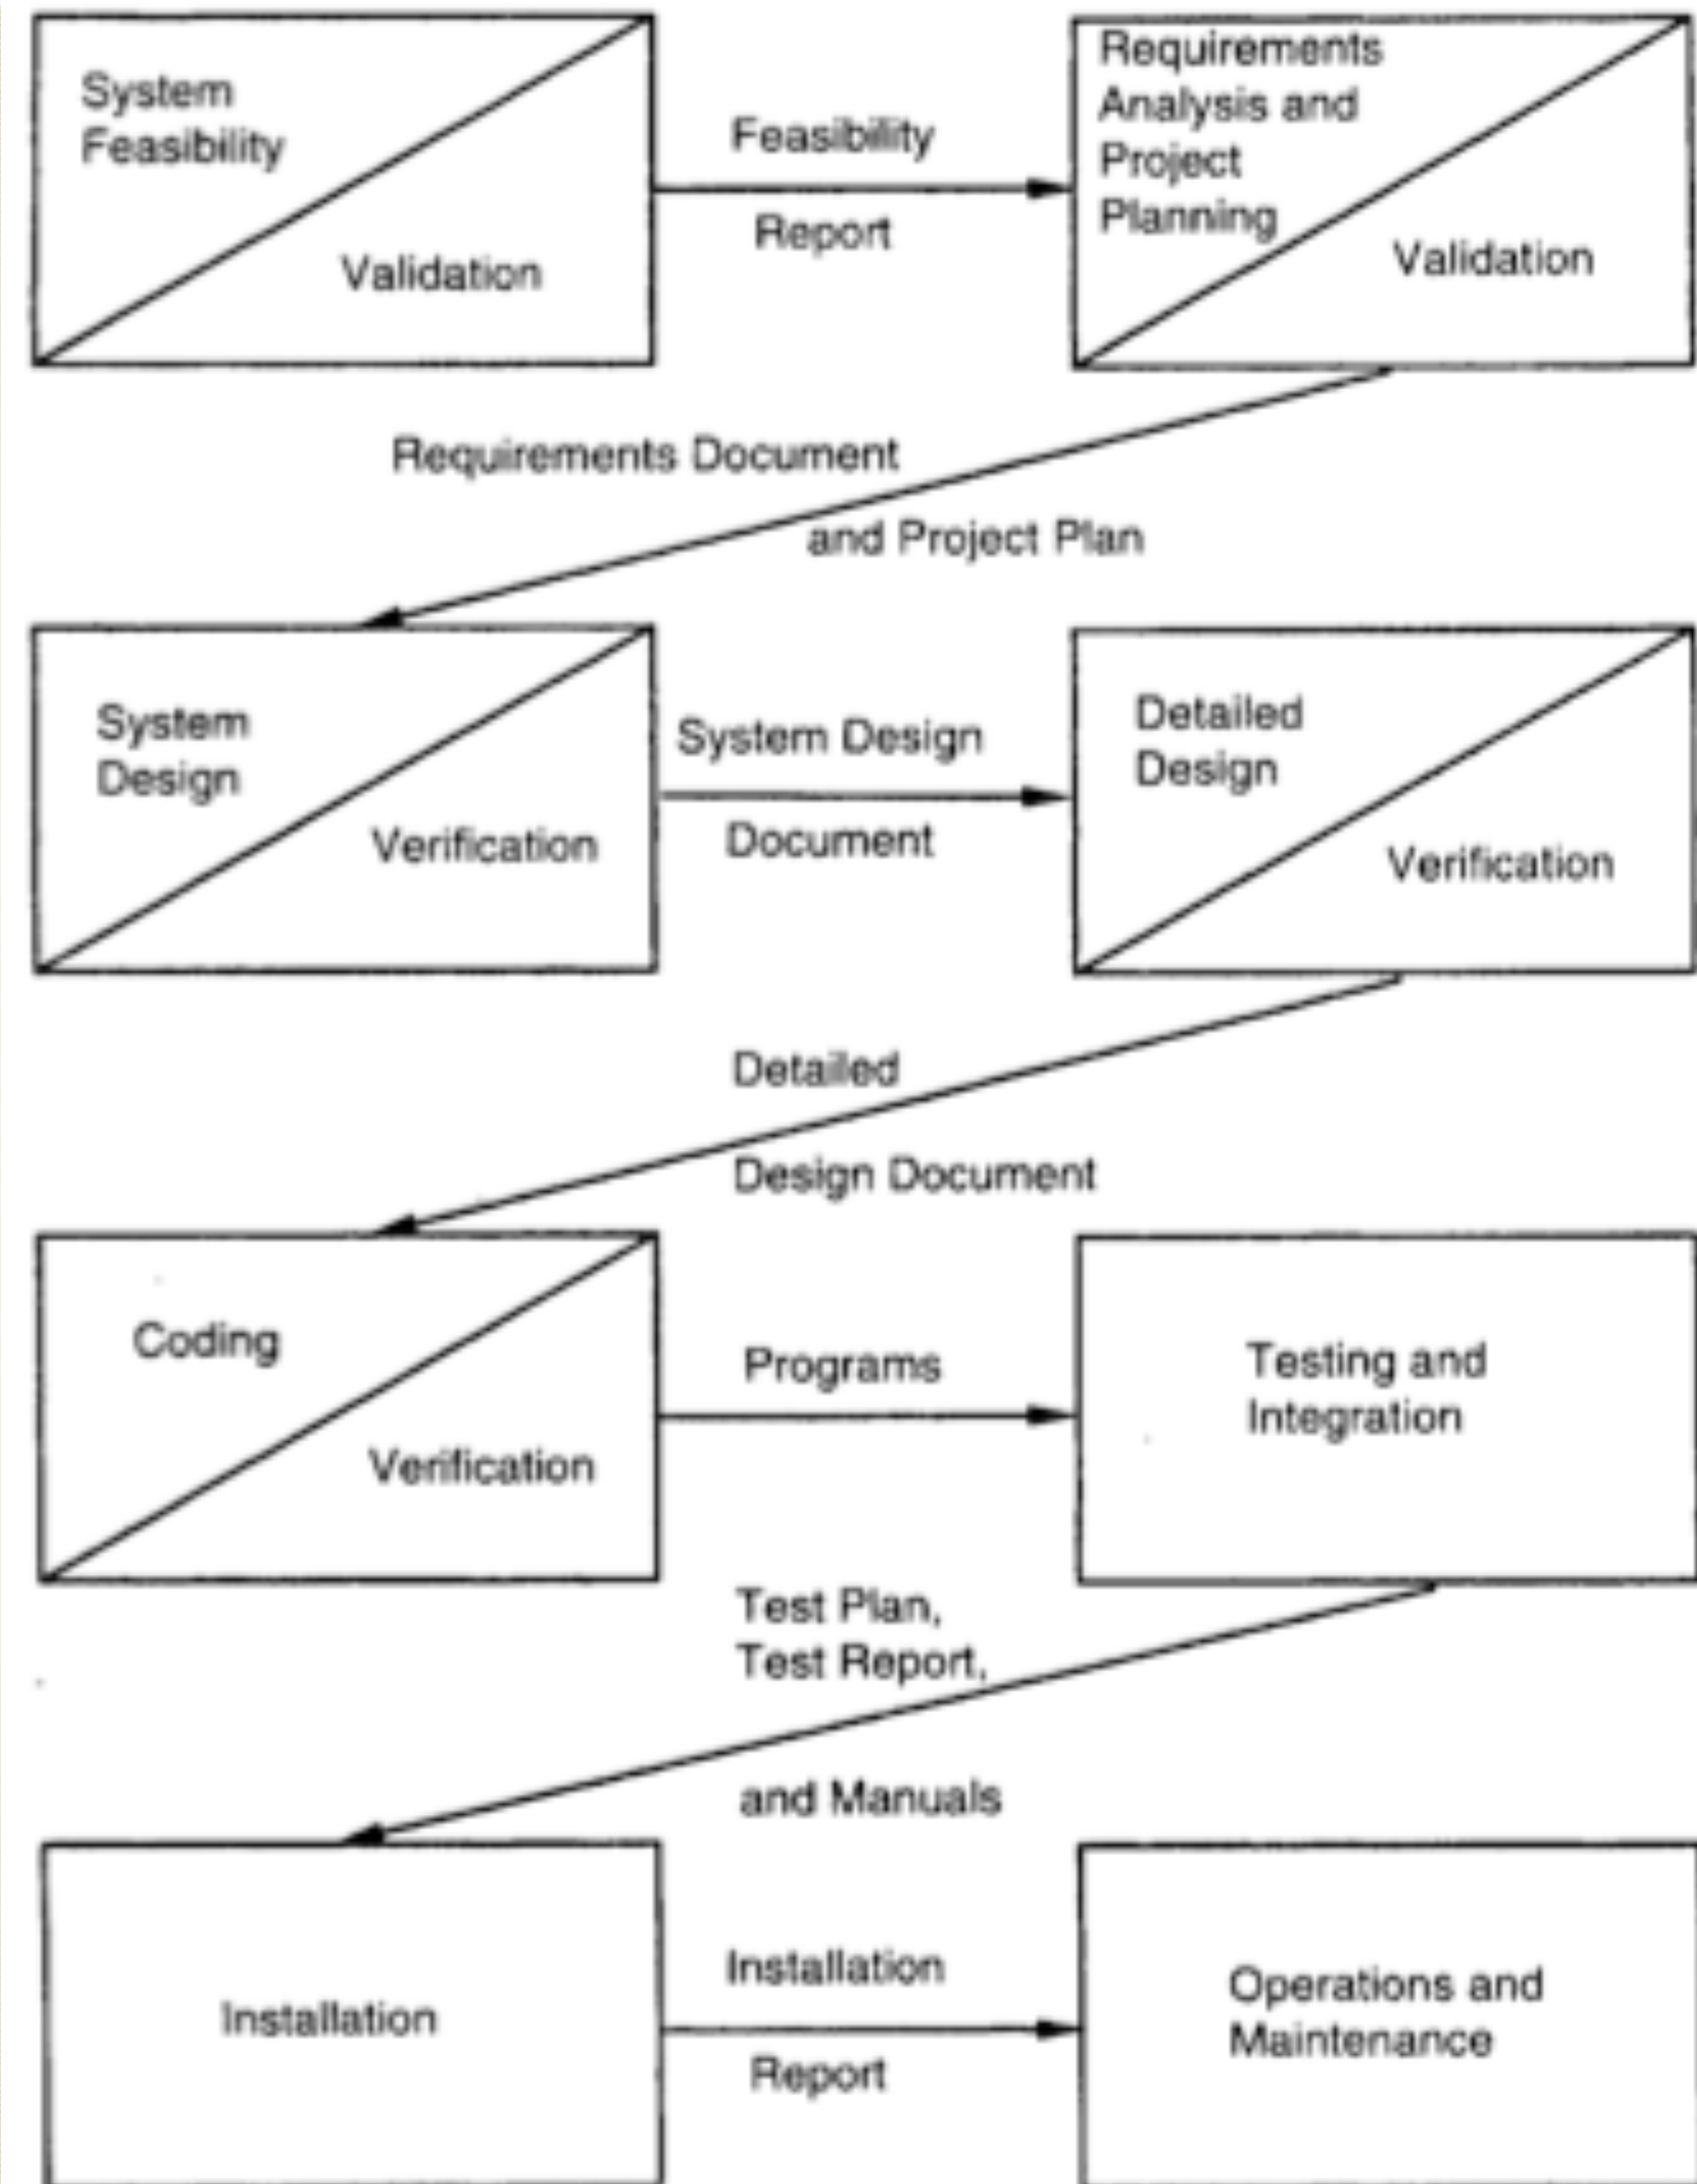 System
Feasibility
Validation
Feasibility
Report
Requirements
Analysis and
Project
Planning
Validation
Requirements Document
and Project Plan
System
Design
Verification
System Design
Document
Detailed
Design
Verification
Detailed
Design Document
Coding
Verification
Programs
Testing and
Integration
Test Plan,
Test Report,
and Manuals
Installation
Installation
Report
Operations and
Maintenance